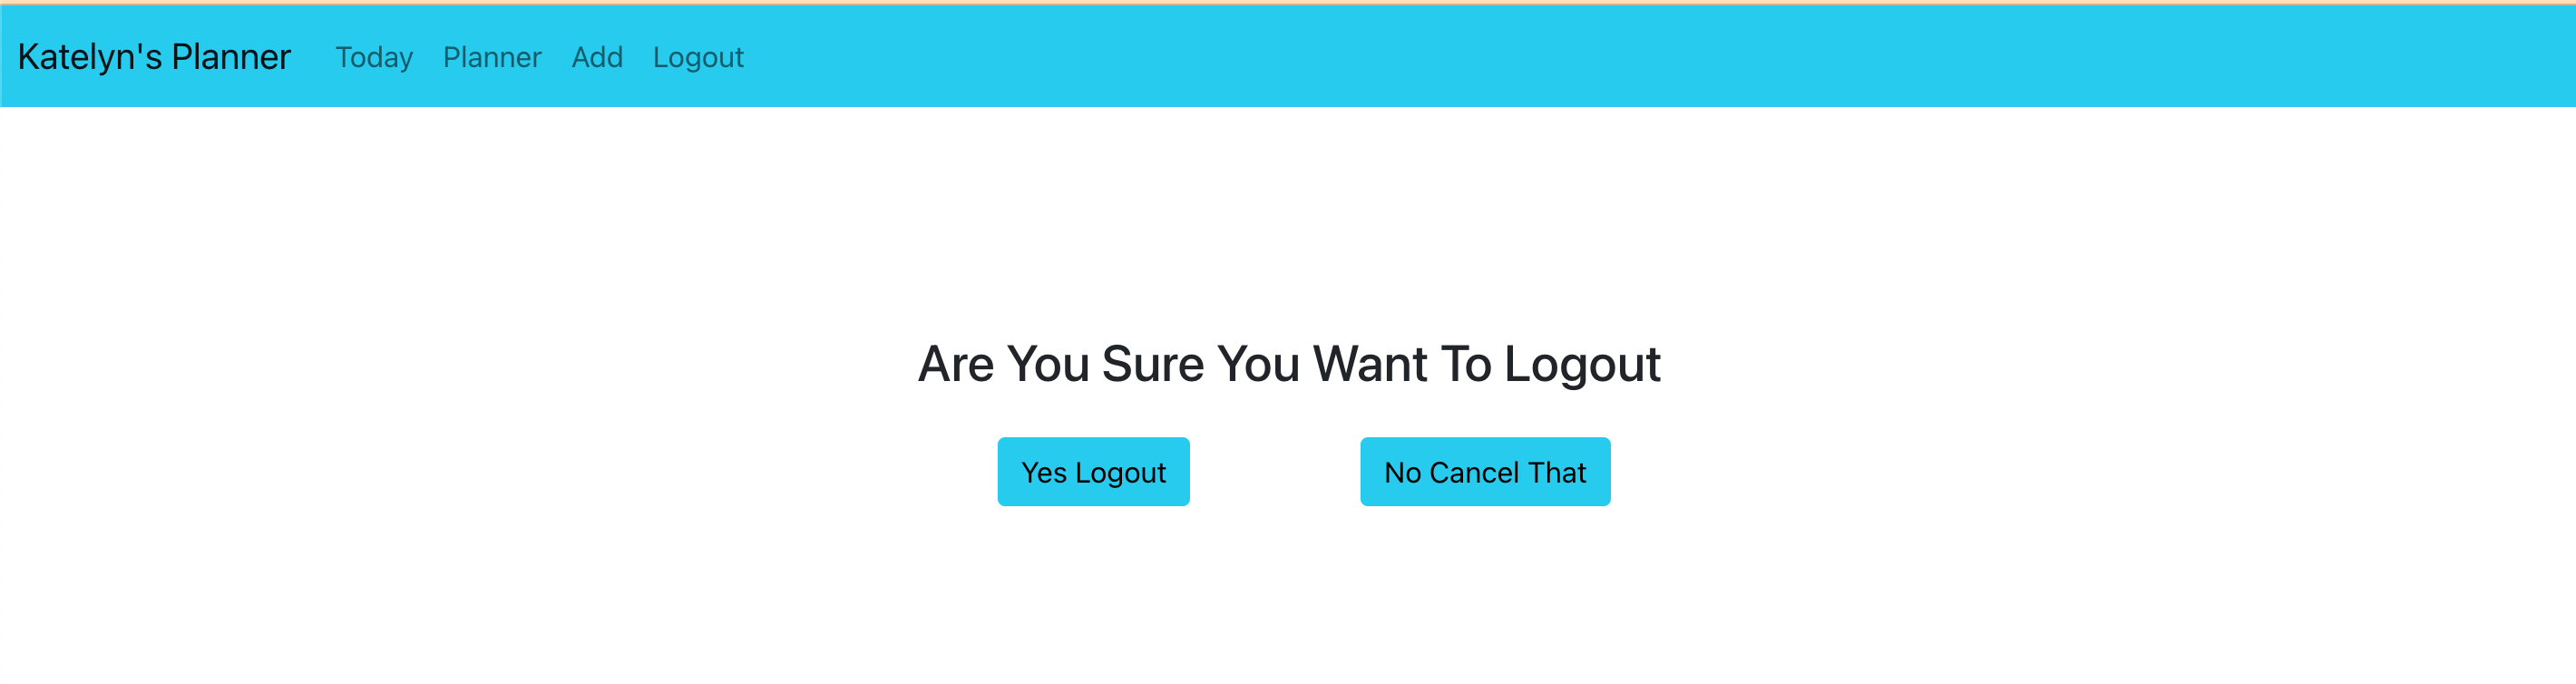 Katelyn's Planner Today Planner Add Logout
Are You Sure You Want To Logout
Yes Logout No Cancel That